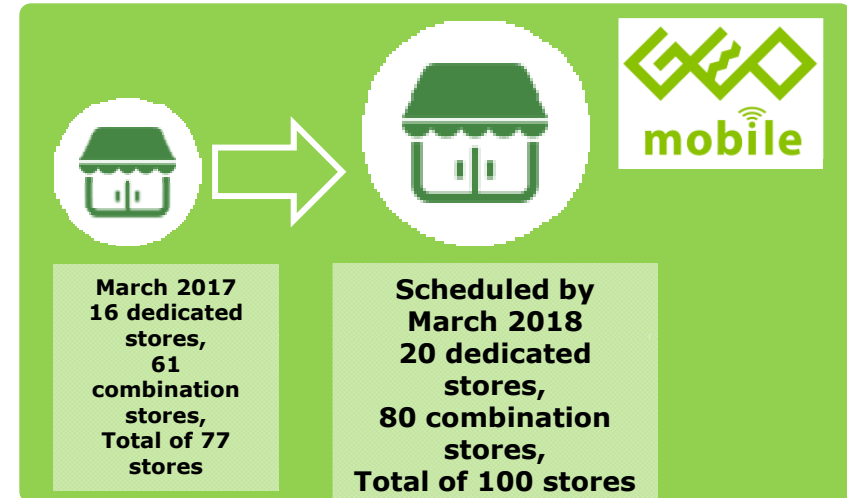 GEO
mobile
March 2017
16 dedicated
stores,
61
combination
stores,
Total of 77
stores
Scheduled by
March 2018
20 dedicated
stores,
80 combination
stores,
Total of 100 stores